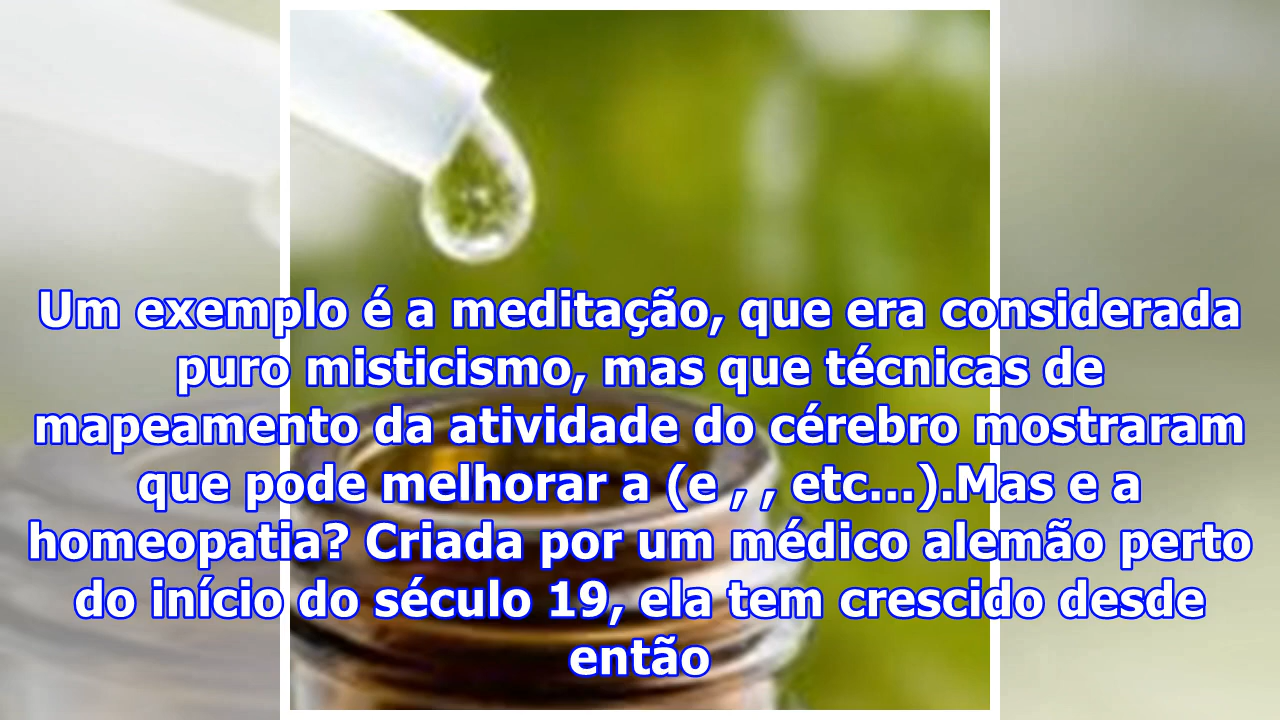 Um exemplo é a meditação, que era considerada
puro misticismo, mas que técnicas de
mapeamento da atividade do cérebro mostraram
que pode melhorar a (e , , etc...).Mas e a
homeopatia? Criada por um médico alemão perto
do início do século 19, ela tem crescido desde
então